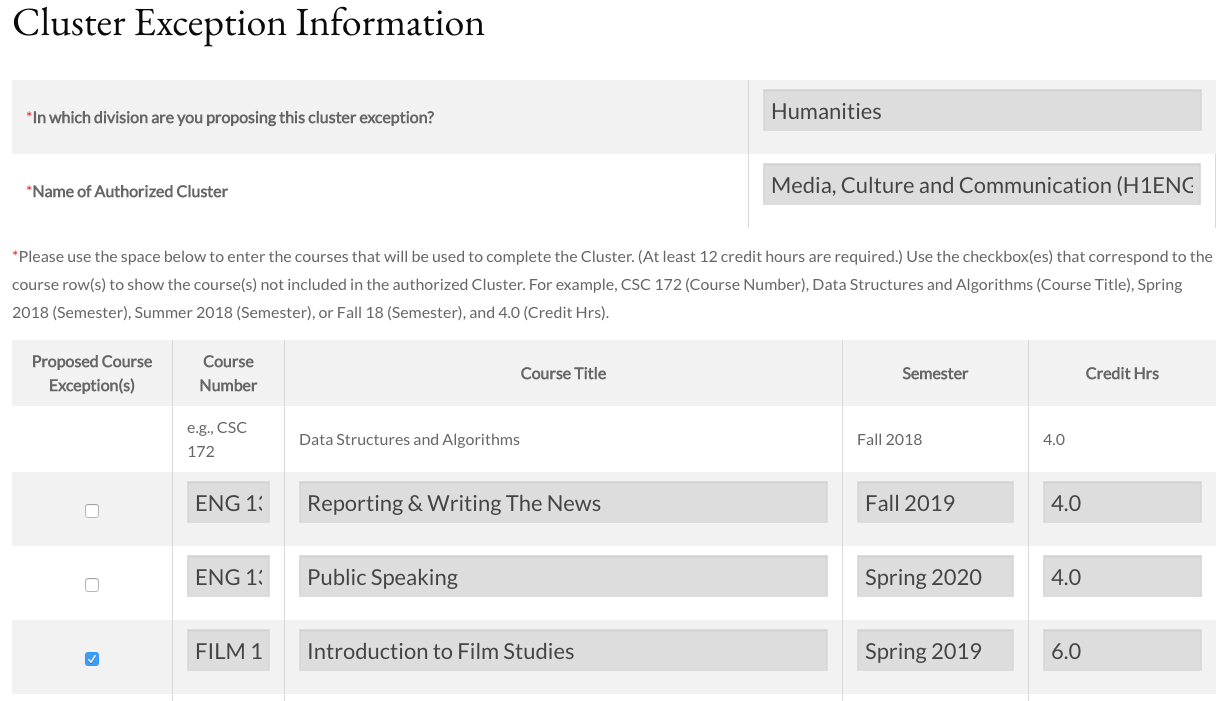 Cluster Exception Information
*In which division are you proposing this cluster exception?
Humanities
*Name of Authorized Cluster
Media, Culture and Communication (H1ENG
*Please use the space below to enter the courses that will be used to complete the Cluster. (At least 12 credit hours are required.) Use the checkbox(es) that correspond to the
course row(s) to show the course(s) not included in the authorized Cluster. For example, CSC 172 (Course Number), Data Structures and Algorithms (Course Title), Spring
2018 (Semester), Summer 2018 (Semester), or Fall 18 (Semester), and 4.0 (Credit Hrs).
Proposed Course
Exception(s)
Course
Number
Course Title
Semester
Credit Hrs
e.g., CSC
172
Data Structures and Algorithms
Fall 2018
4.0
ENG 13
Reporting & Writing The News
Fall 2019
4.0
ENG 13
Public Speaking
Spring 2020
4.0
FILM 1
Introduction to Film Studies
Spring 2019
6.0